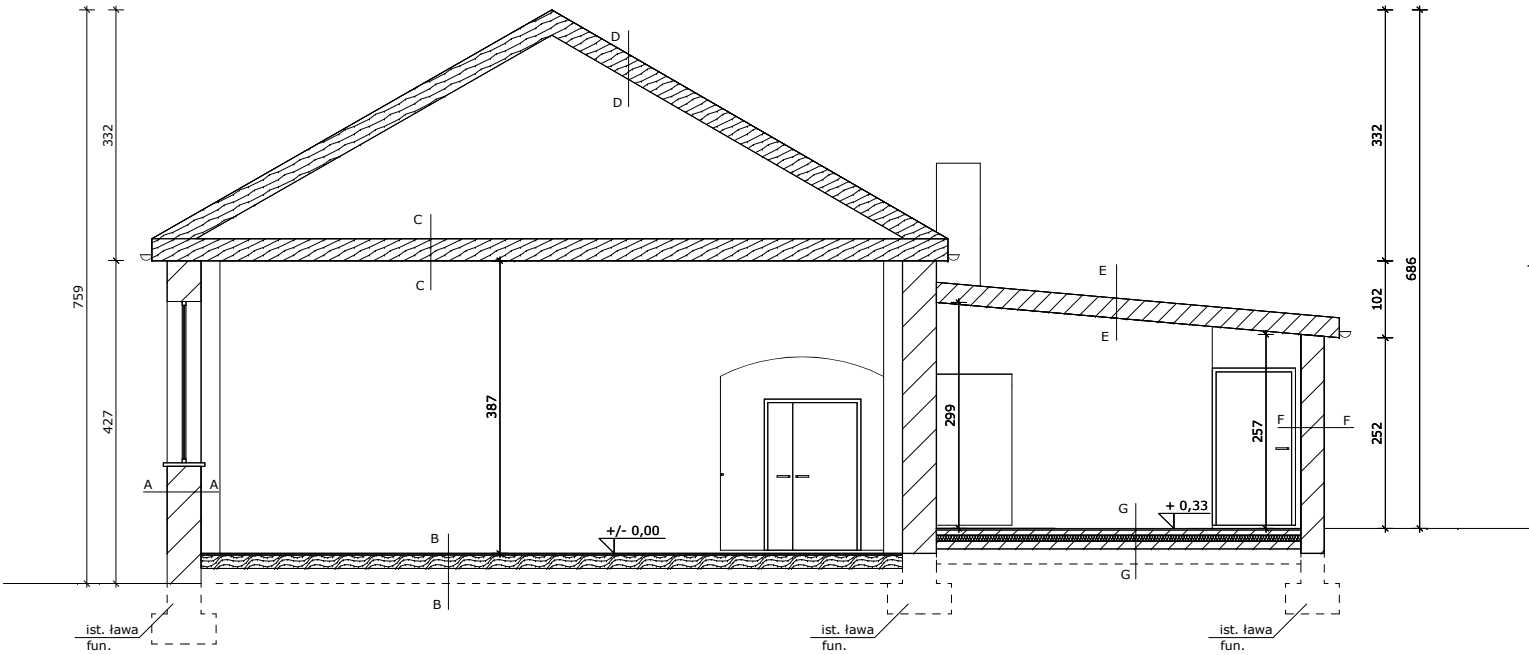 D
D
332
332
C
C
E
E
759
686
102
427
387
299
257
252
F
F
A
A
B
B
+/- 0,00
G
G
+ 0,33
ist. ława
fun.
ist. ława
fun.
ist. ława
fun.